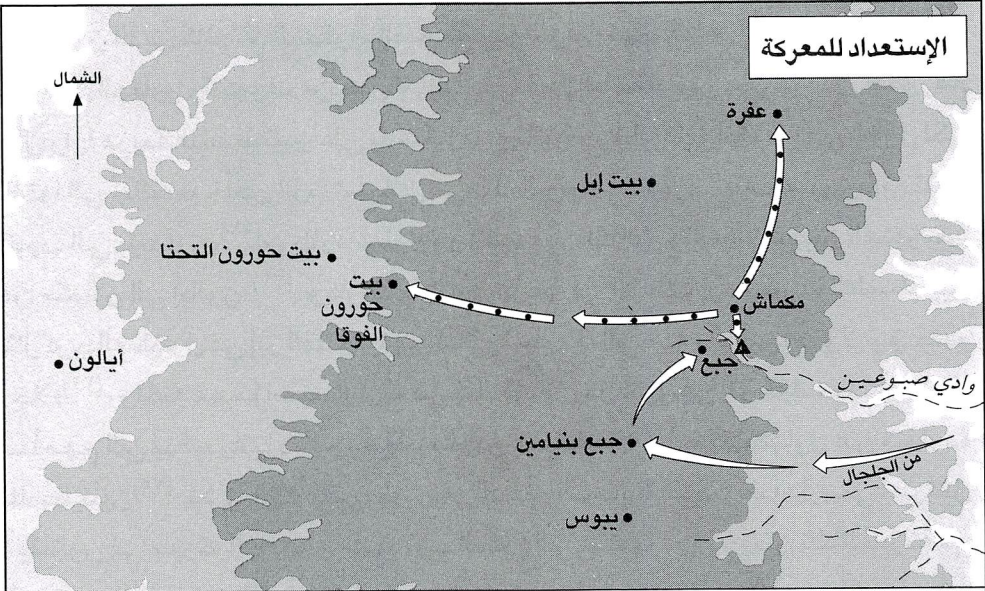 الإستعداد للمعركة
الشمال
عفرة
بيت إيل
بيت حورون التحتا
بيت
حورون
الفوقا
مكماش
أيالون
جبع
وادي صبوعين
جبع بنيامين
من الجلجال
يبوس